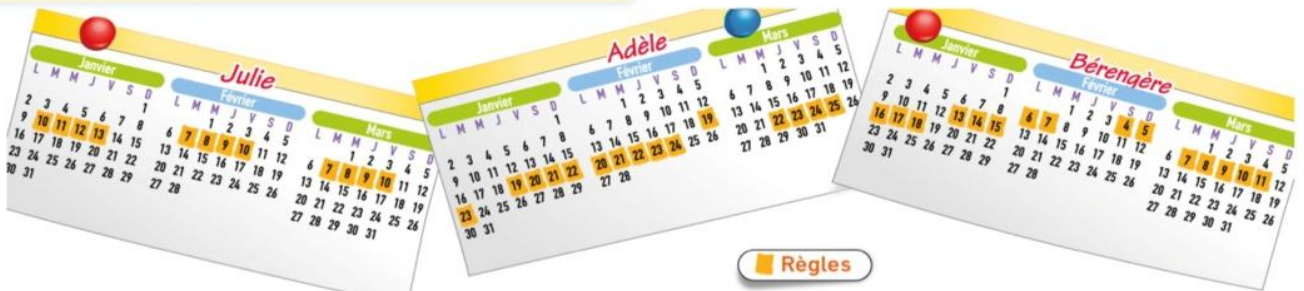 Julie
Janvier
L M M J V S D
1
2 3 4 5 6 7 8
9 10 11 12 13 14 15
16 17 18 19 20 21 22
23 24 25 26 27 28 29
30 31
Février
L M M J V S D
1 2 3 4 5
6 7 8 9 10 11 12
13 14 15 16 17 18 19
20 21 22 23 24 25 26
27 28
Mars
L M M J V S D
1 2 3 4 5
6 7 8 9 10 11 12
13 14 15 16 17 18 19
20 21 22 23 24 25 26
27 28 29 30 31
Adèle
Janvier
L M M J V S D
1
2 3 4 5 6 7 8
9 10 11 12 13 14 15
16 17 18 19 20 21 22
23 24 25 26 27 28 29
30 31
Février
L M M J V S D
1 2 3 4 5
6 7 8 9 10 11 12
13 14 15 16 17 18 19
20 21 22 23 24 25 26
27 28
Mars
L M M J V S D
1 2 3 4 5
6 7 8 9 10 11 12
13 14 15 16 17 18 19
20 21 22 23 24 25 26
27 28 29 30 31
Bérengère
Janvier
L M M J V S D
1
2 3 4 5 6 7 8
9 10 11 12 13 14 15
16 17 18 19 20 21 22
23 24 25 26 27 28 29
30 31
Février
L M M J V S D
1 2 3 4 5
6 7 8 9 10 11 12
13 14 15 16 17 18 19
20 21 22 23 24 25 26
27 28
Mars
L M M J V S D
1 2 3 4 5
6 7 8 9 10 11 12
13 14 15 16 17 18 19
20 21 22 23 24 25 26
27 28 29 30 31
Règles